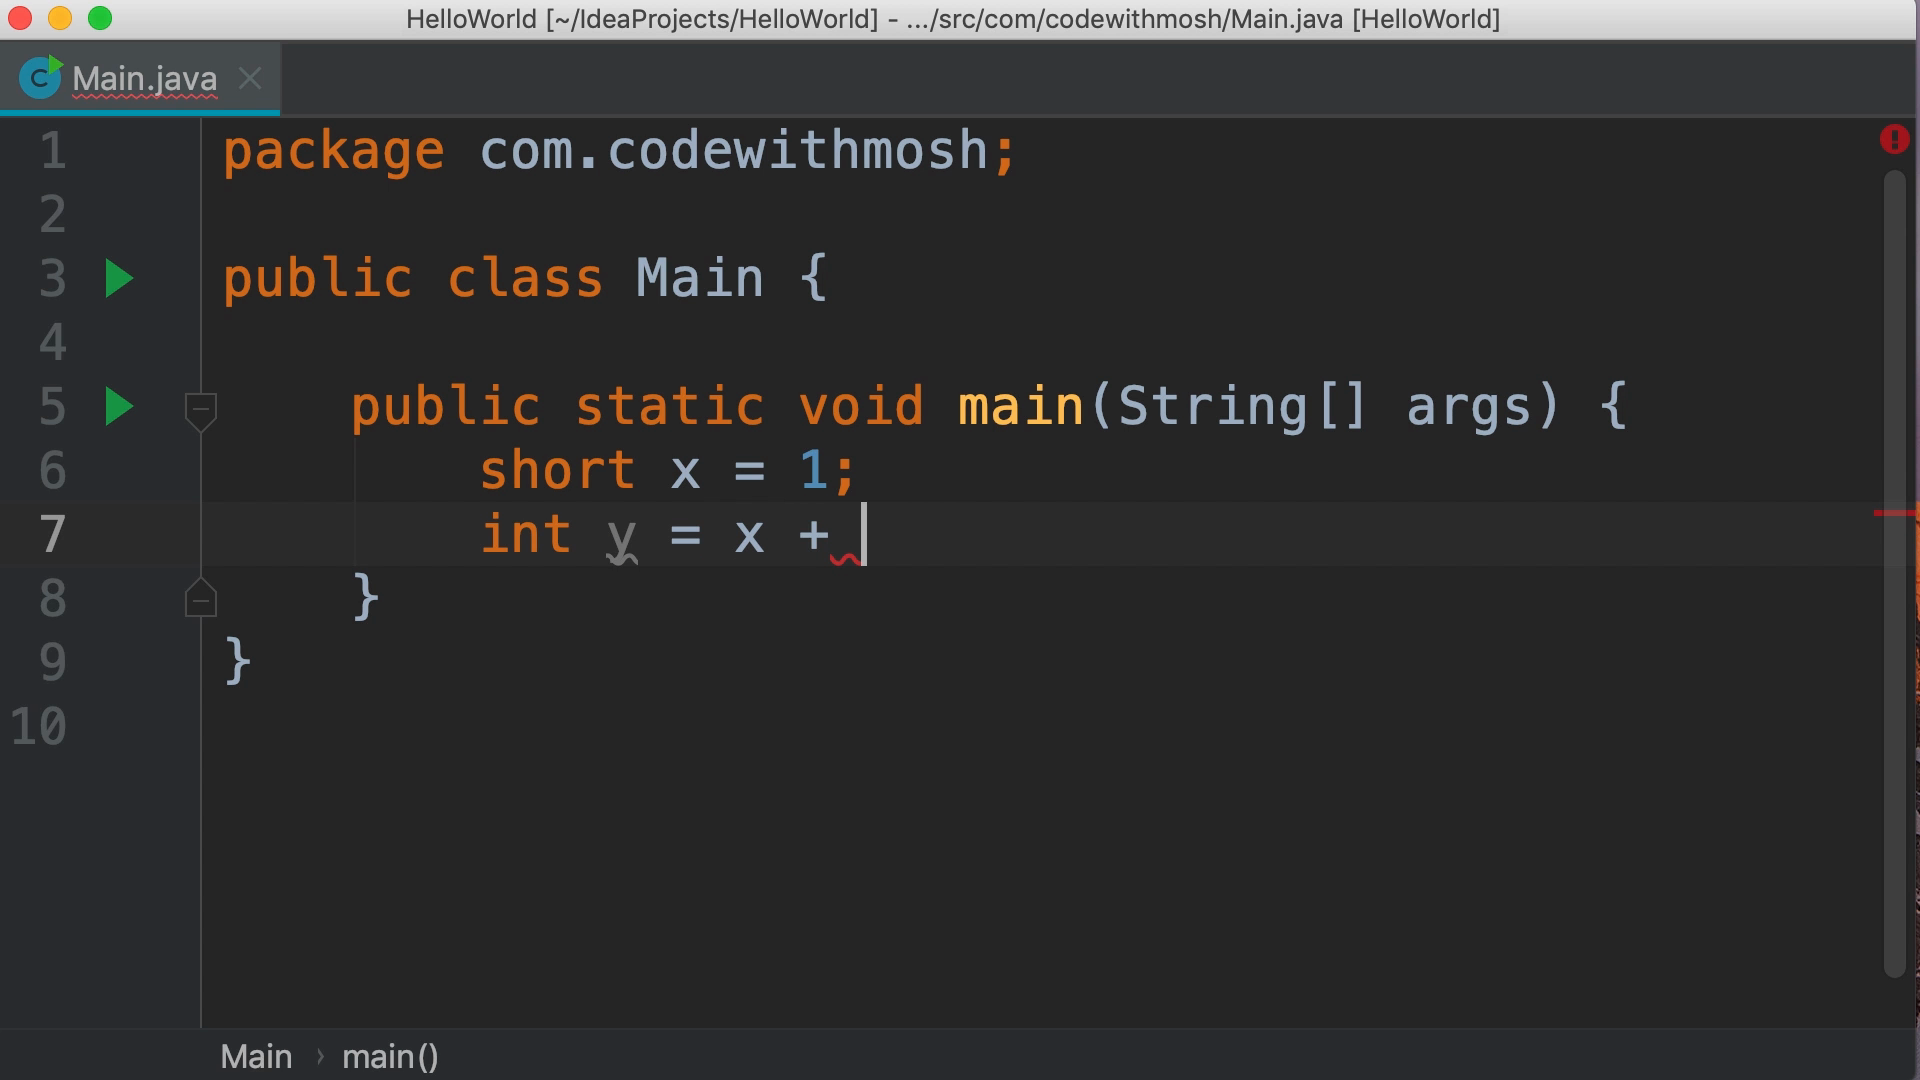 HelloWorld [~/IdeaProjects/HelloWorld] - .../src/com/codewithmosh/Main.java [HelloWorld]
C Main.java
1 package com.codewithmosh;
2
3 public class Main {
4
5 public static void main(String[] args) {
6 short x = 1;
7 int y = x +
8 }
9 }
10
Main › main()